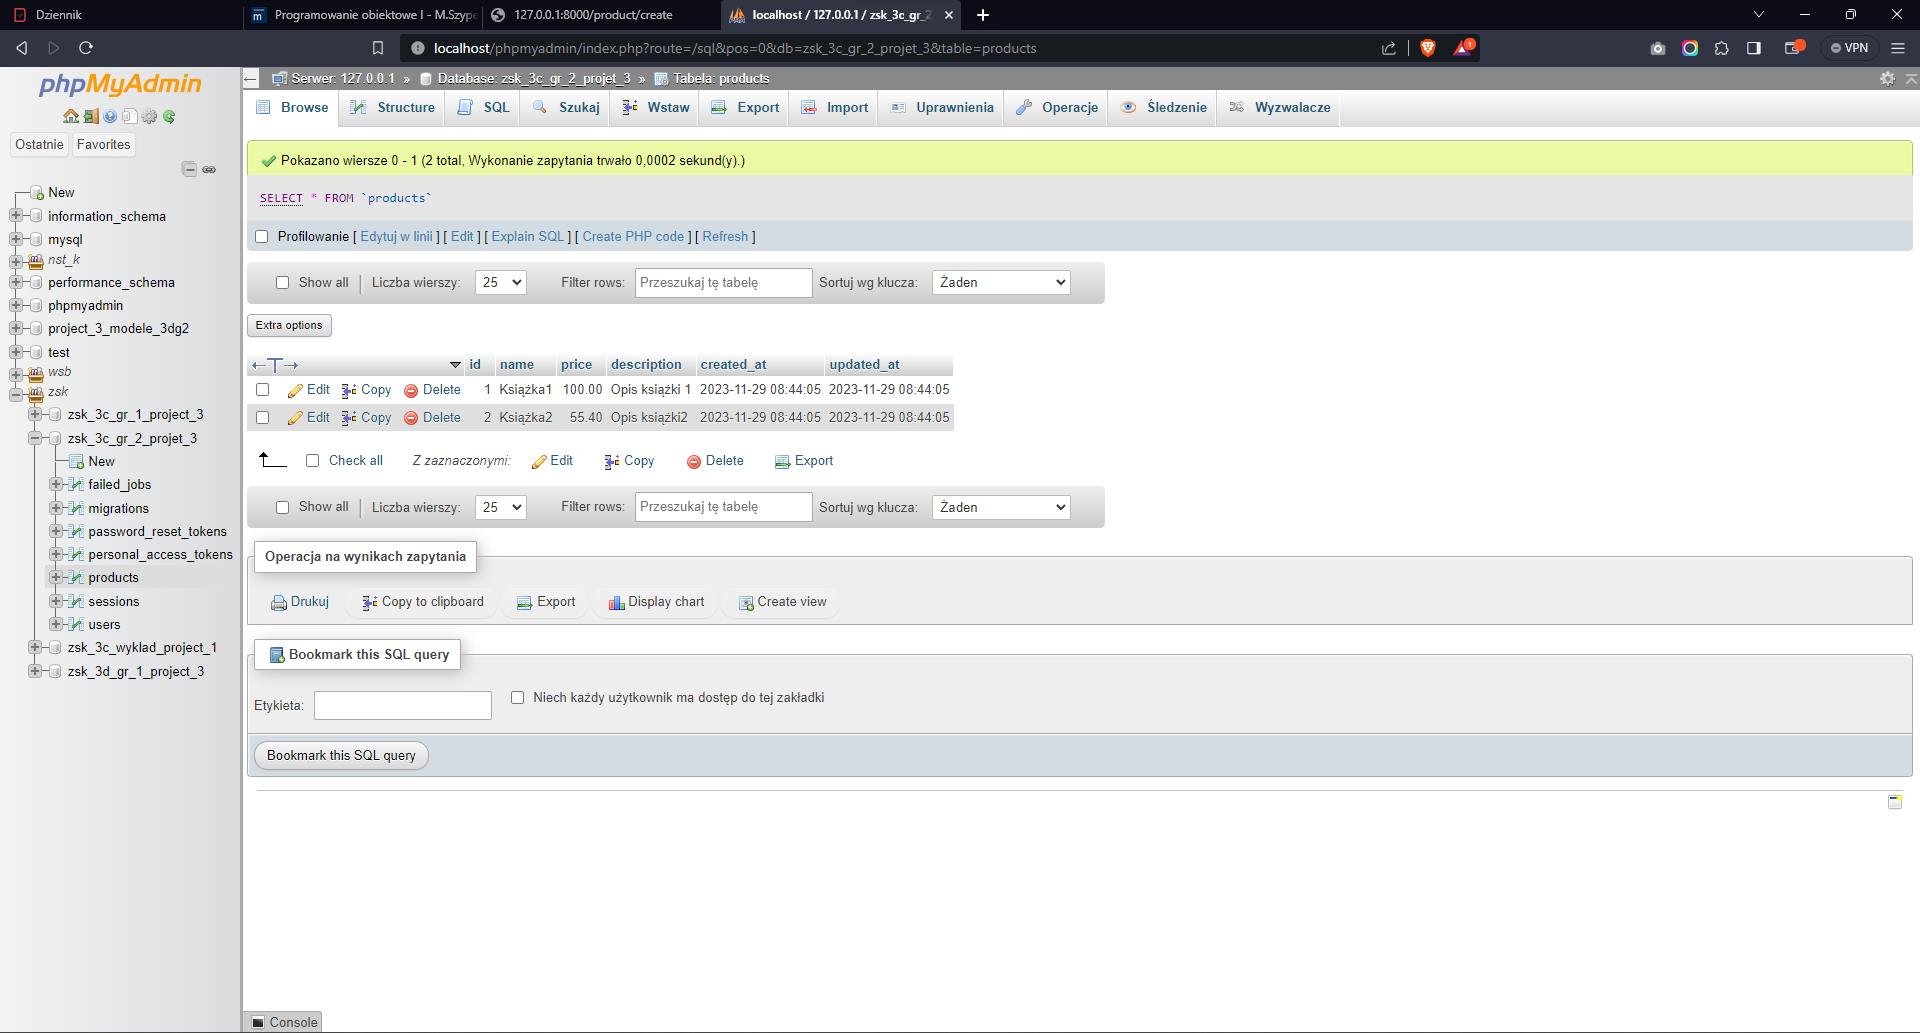 Dziennik
Programowanie obiektowe I - M.Szype
127.0.0.1:8000/product/create
localhost / 127.0.0.1 / zsk_3c_gr_2
localhost/phpmyadmin/index.php?route=/sql&pos=0&db=zsk_3c_gr_2_projet_3&table=products
1
VPN
phpMyAdmin
Ostatnie
Favorites
New
information_schema
mysql
nst_k
performance_schema
phpmyadmin
project_3_modele_3dg2
test
wsb
zsk
zsk_3c_gr_1_project_3
zsk_3c_gr_2_projet_3
New
failed_jobs
migrations
password_reset_tokens
personal_access_tokens
products
sessions
users
zsk_3c_wyklad_project_1
zsk_3d_gr_1_project_3
Serwer: 127.0.0.1 » Database: zsk_3c_gr_2_projet_3 » Tabela: products
Browse Structure SQL Szukaj Wstaw Export Import Uprawnienia Operacje Śledzenie Wyzwalacze
Pokazano wiersze 0 - 1 (2 total, Wykonanie zapytania trwało 0,0002 sekund(y).)
SELECT * FROM `products`
Profilowanie [ Edytuj w linii ] [ Edit ] [ Explain SQL ] [ Create PHP code ] [ Refresh ]
Show all Liczba wierszy: 25 Filter rows: Przeszukaj tę tabelę Sortuj wg klucza: Żaden
Extra options
←T→ id name price description created_at updated_at
Edit Copy Delete 1 Książka1 100.00 Opis książki 1 2023-11-29 08:44:05 2023-11-29 08:44:05
Edit Copy Delete 2 Książka2 55.40 Opis książki2 2023-11-29 08:44:05 2023-11-29 08:44:05
Check all Z zaznaczonymi: Edit Copy Delete Export
Show all Liczba wierszy: 25 Filter rows: Przeszukaj tę tabelę Sortuj wg klucza: Żaden
Operacja na wynikach zapytania
Drukuj Copy to clipboard Export Display chart Create view
Bookmark this SQL query
Etykieta: Niech każdy użytkownik ma dostęp do tej zakładki
Bookmark this SQL query
Console